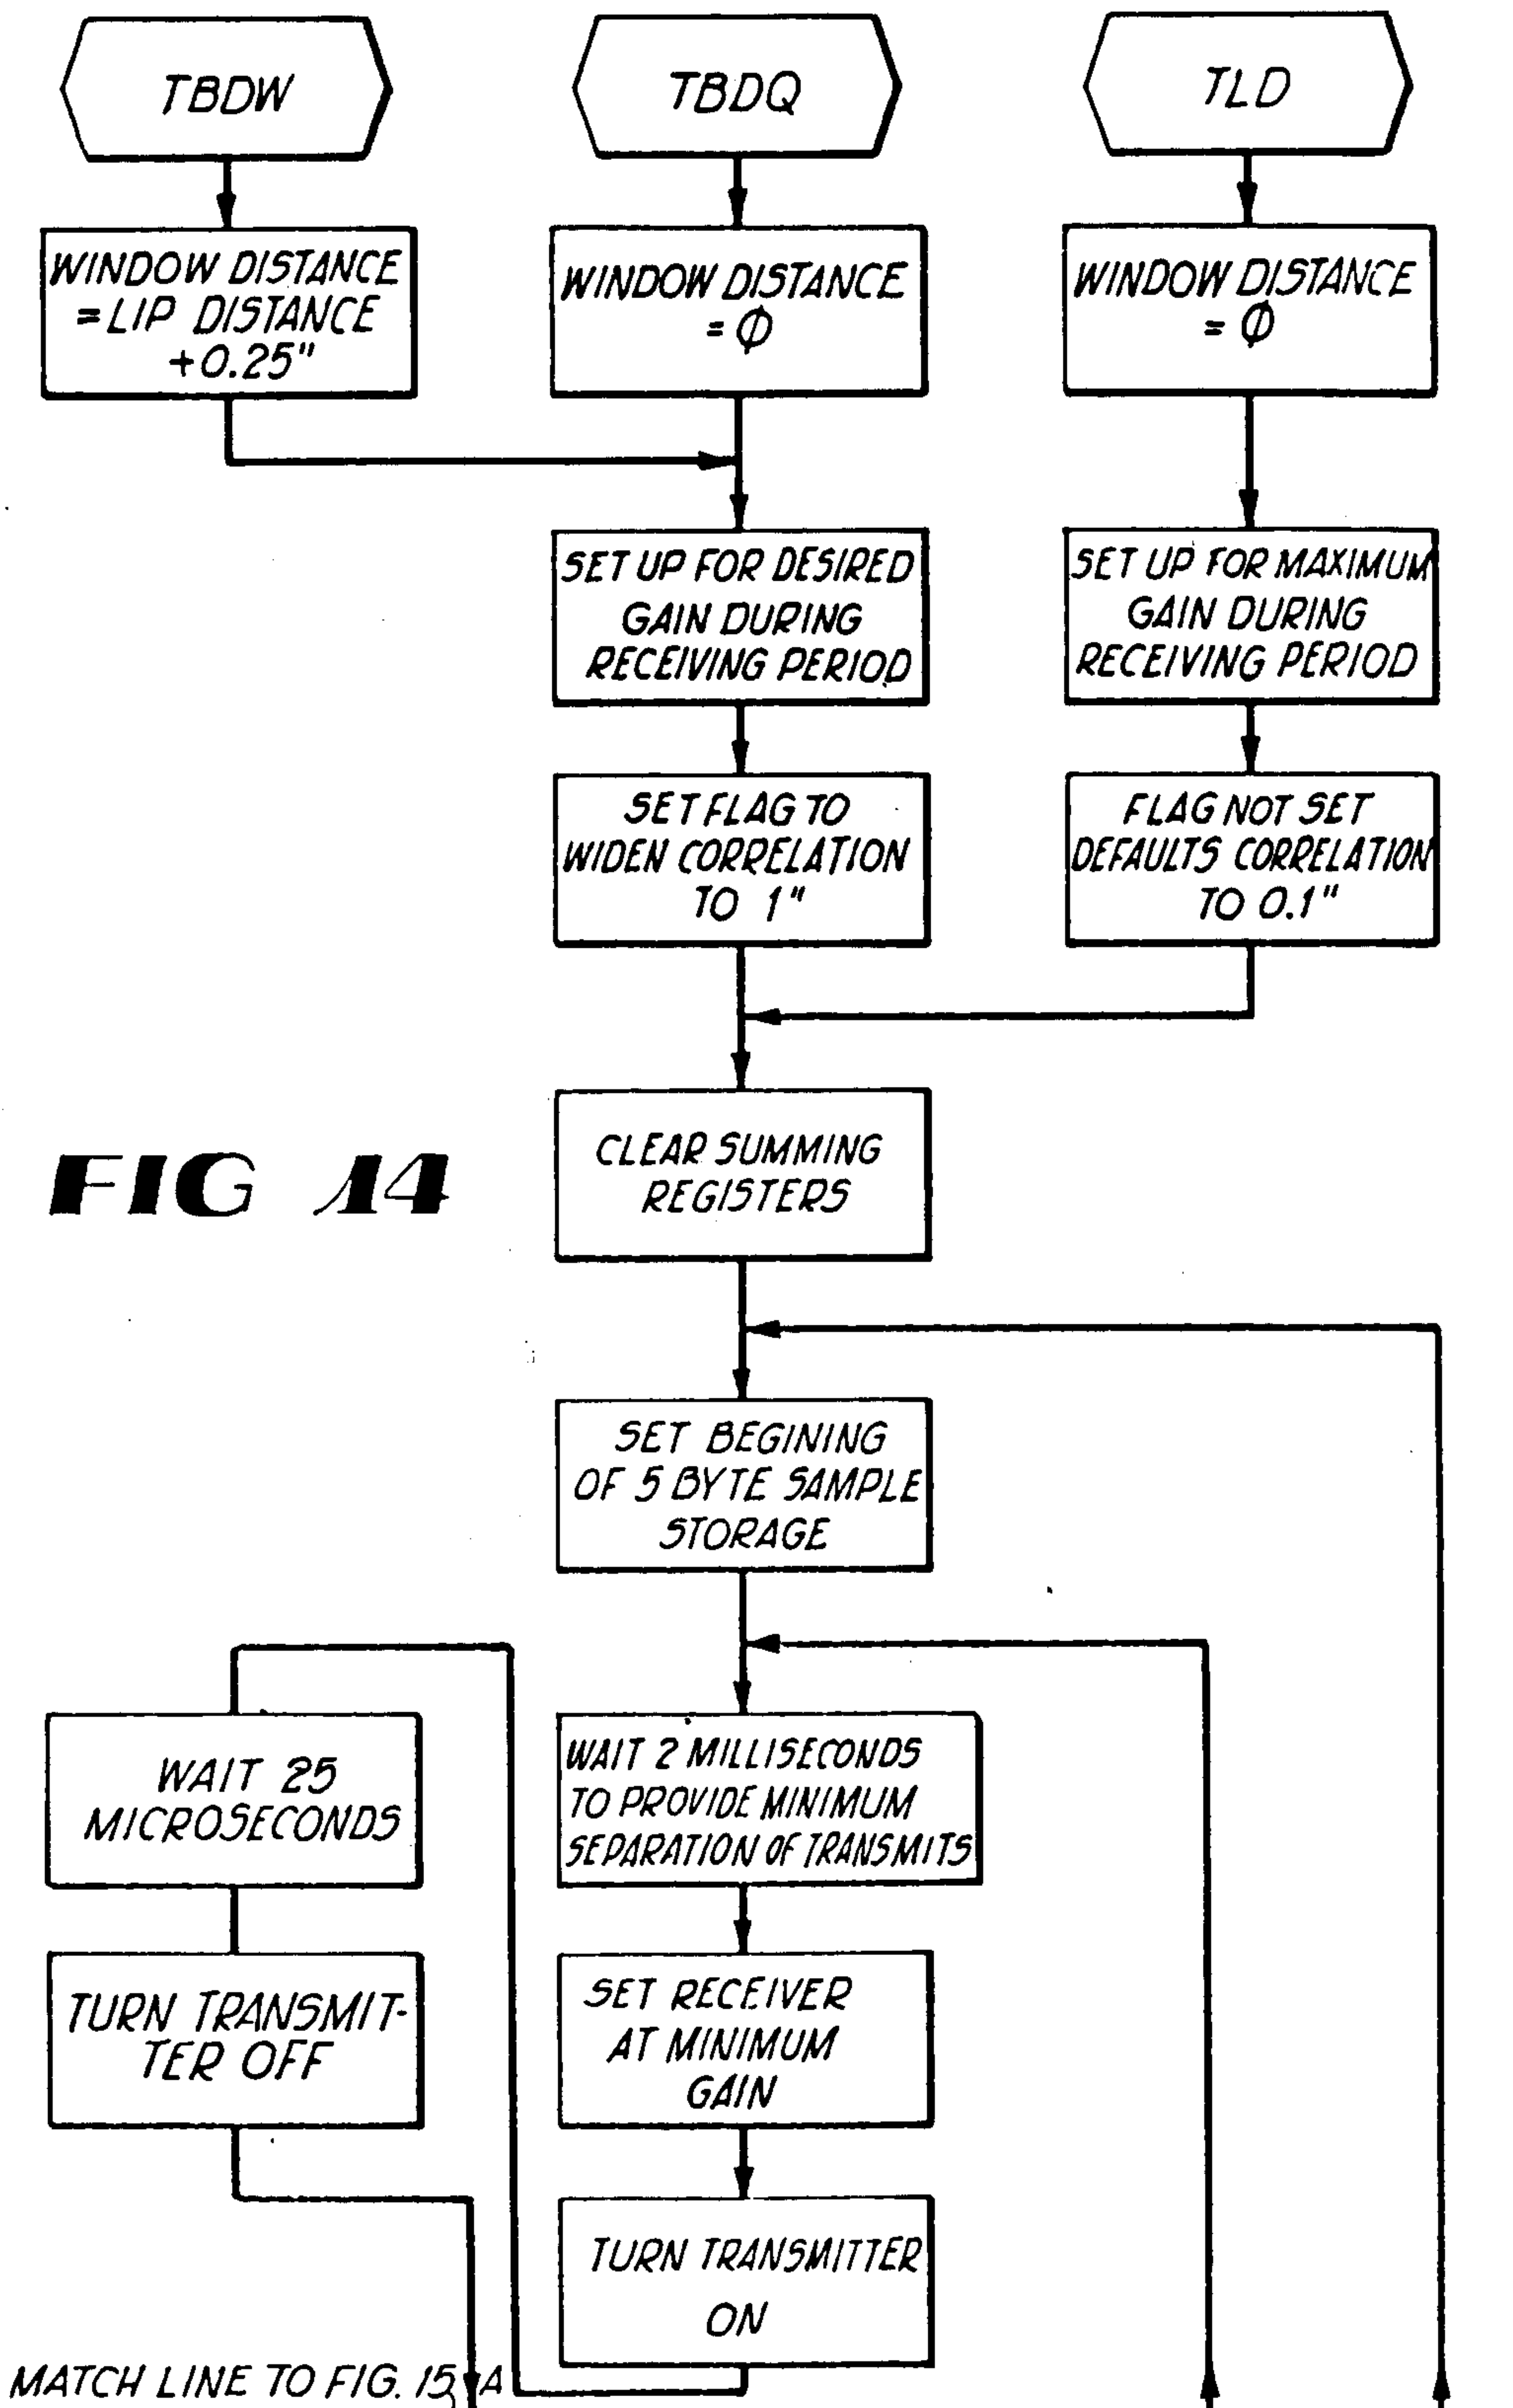 TBDW
TBDQ
TLD
WINDOW DISTANCE
=LIP DISTANCE
+0.25"
WINDOW DISTANCE
=Φ
WINDOW DISTANCE
=Φ
SET UP FOR DESIRED
GAIN DURING
RECEIVING PERIOD
SET UP FOR MAXIMUM
GAIN DURING
RECEIVING PERIOD
SET FLAG TO
WIDEN CORRELATION
TO 1"
FLAG NOT SET
DEFAULTS CORRELATION
TO 0.1"
CLEAR SUMMING
REGISTERS
FIG 14
SET BEGINING
OF 5 BYTE SAMPLE
STORAGE
WAIT 25
MICROSECONDS
WAIT 2 MILLISECONDS
TO PROVIDE MINIMUM
SEPARATION OF TRANSMITS
TURN TRANSMIT-
TER OFF
SET RECEIVER
AT MINIMUM
GAIN
TURN TRANSMITTER
ON
MATCH LINE TO FIG. 15A